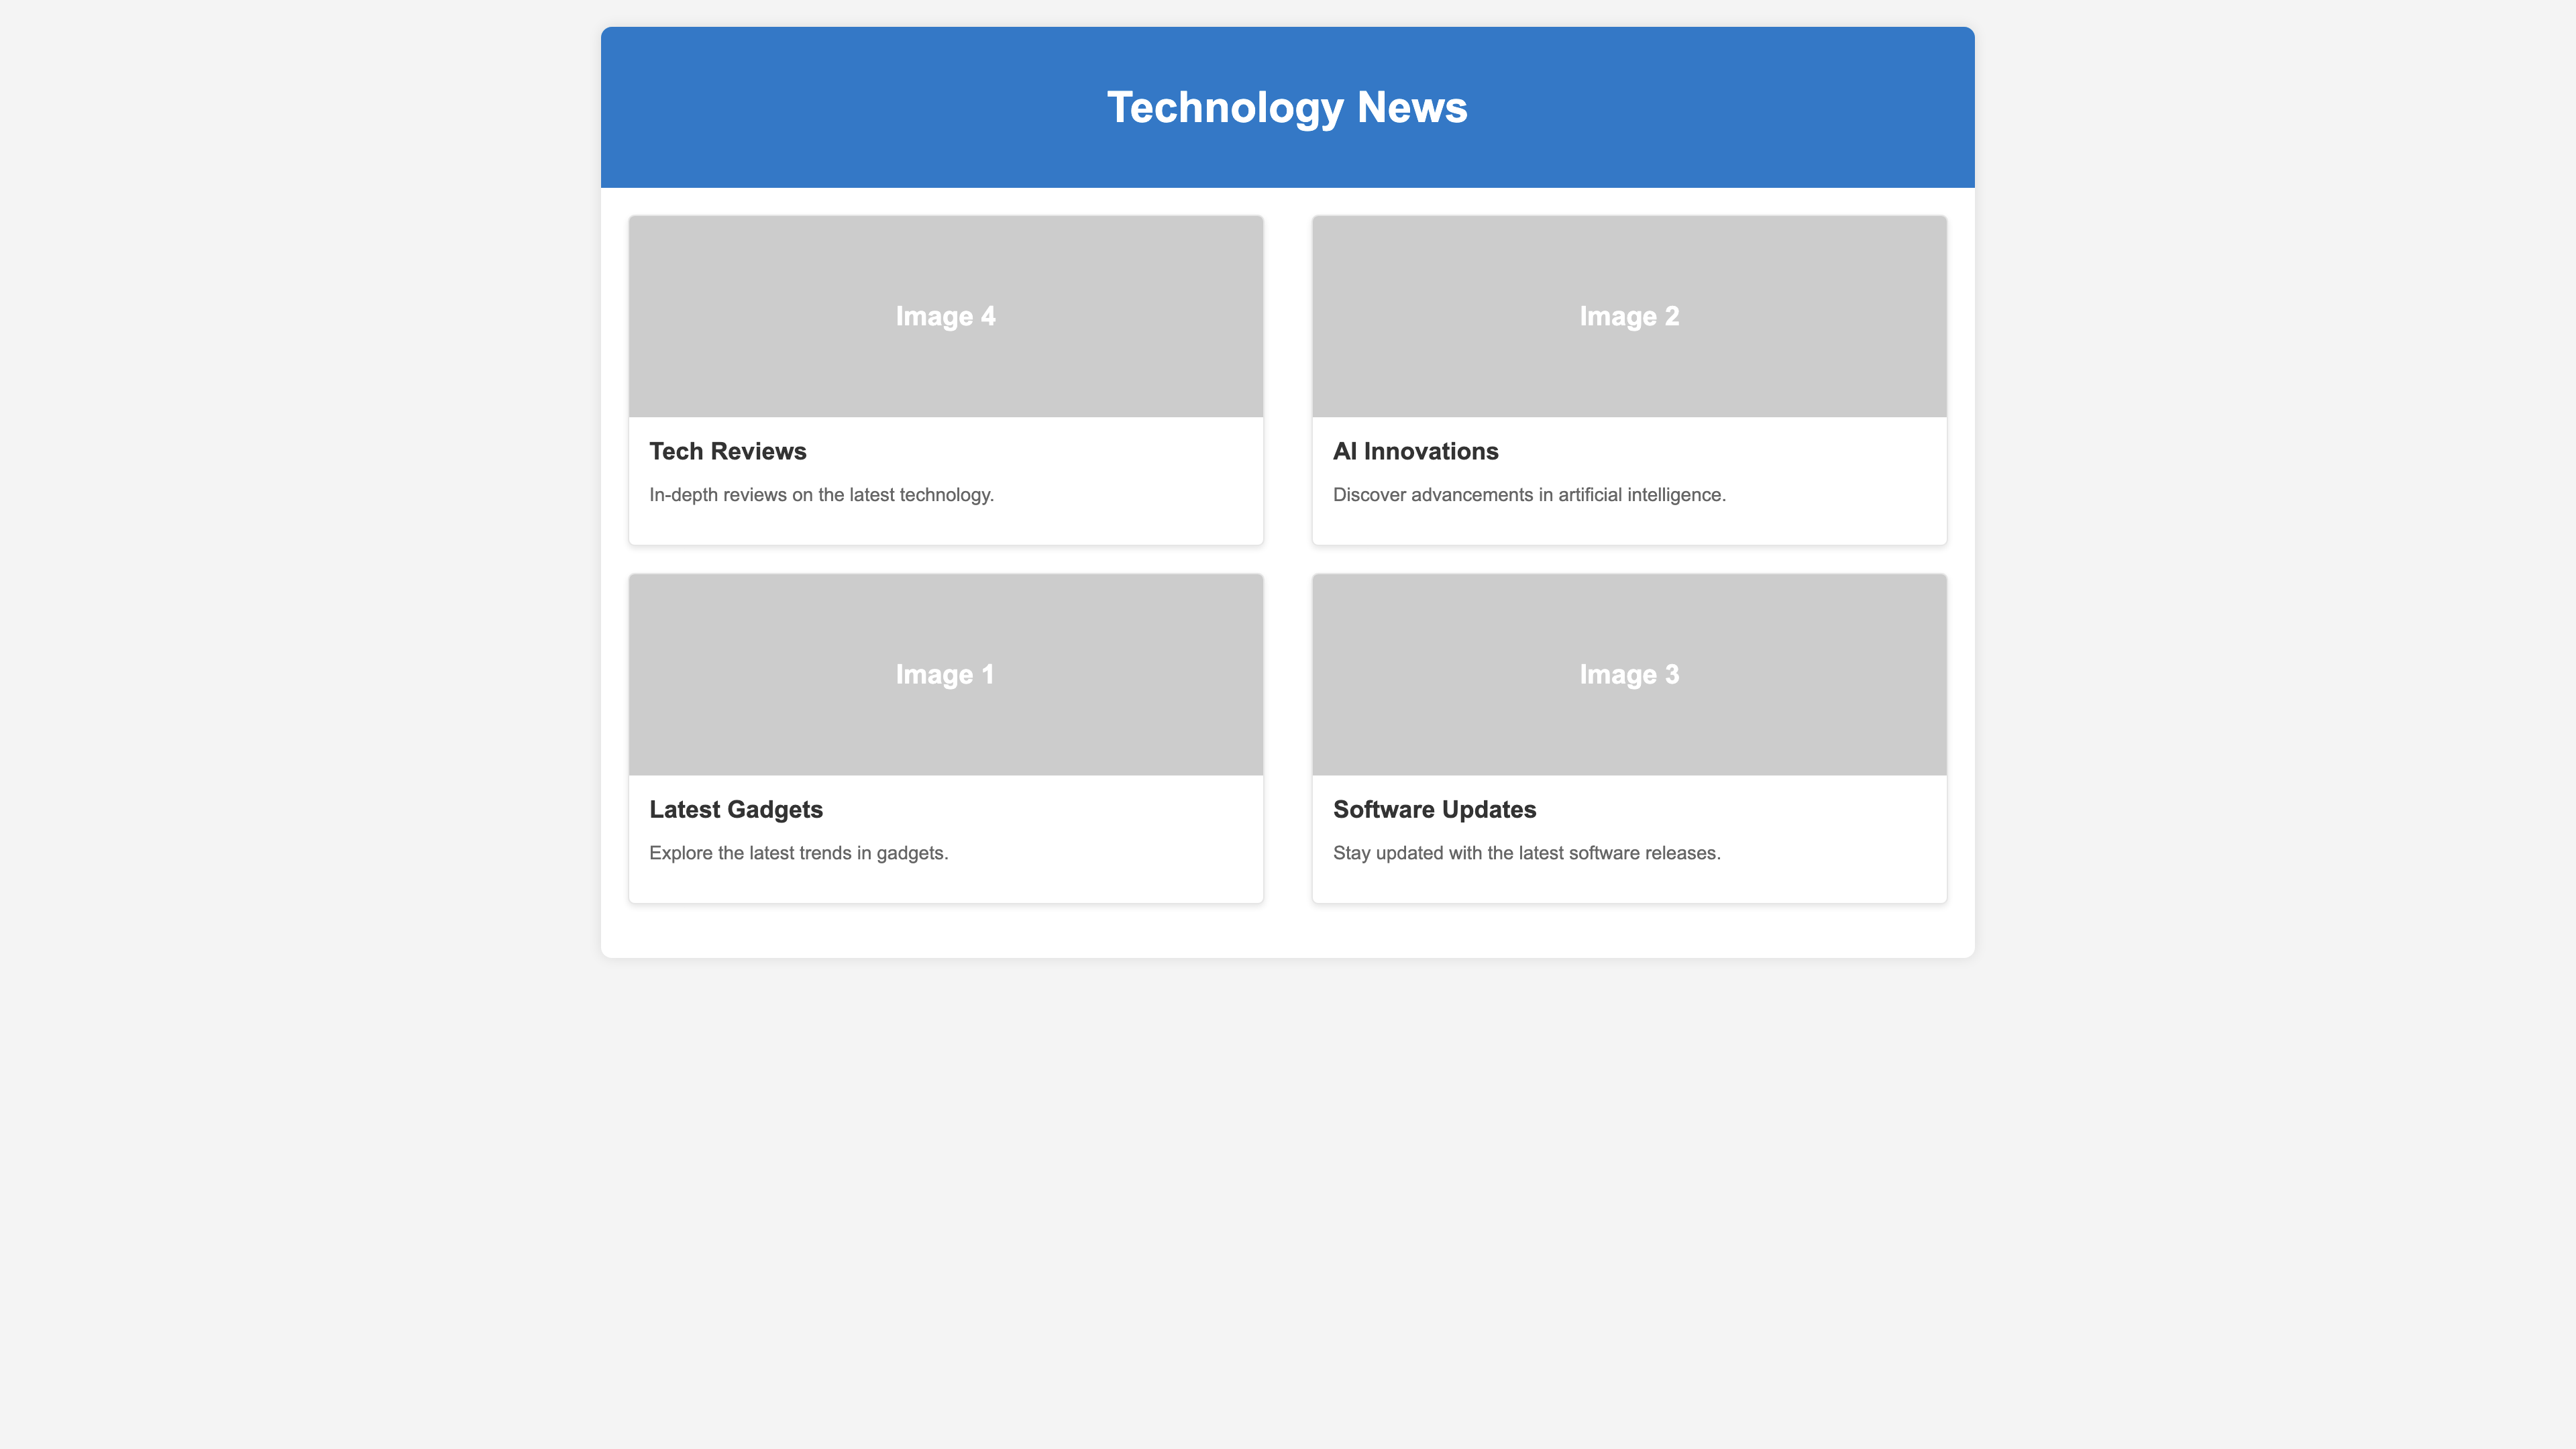 Technology News
Image 4
Tech Reviews
In-depth reviews on the latest technology.
Image 2
AI Innovations
Discover advancements in artificial intelligence.
Image 1
Latest Gadgets
Explore the latest trends in gadgets.
Image 3
Software Updates
Stay updated with the latest software releases.